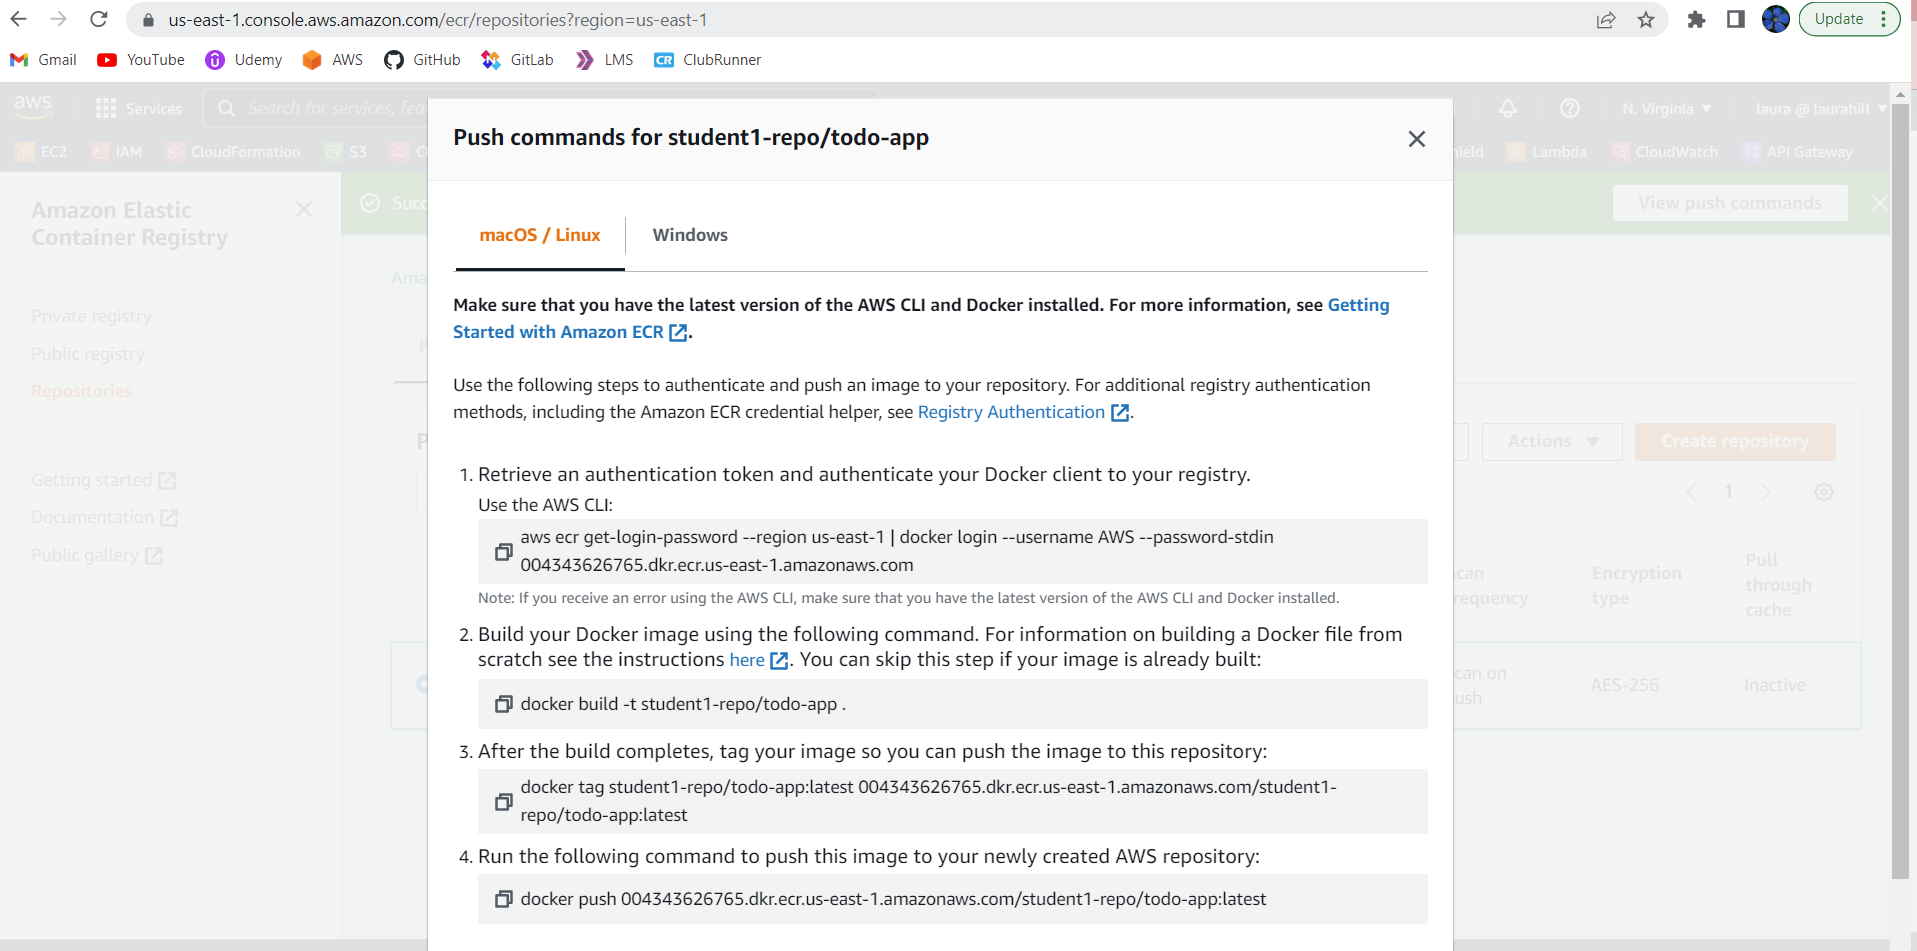 us-east-1.console.aws.amazon.com/ecr/repositories?region=us-east-1
Update
Gmail YouTube Udemy AWS GitHub GitLab LMS CR ClubRunner
aws Services Search for services, fea N. Virginia laura @ laurahill
EC2 IAM CloudFormation S3 Lambda CloudWatch API Gateway
Amazon Elastic
Container Registry
Private registry
Public registry
Repositories
Getting started
Documentation
Public gallery
Succ
View push commands
Ama
Push commands for student1-repo/todo-app
macOS / Linux Windows
Make sure that you have the latest version of the AWS CLI and Docker installed. For more information, see Getting
Started with Amazon ECR .
Use the following steps to authenticate and push an image to your repository. For additional registry authentication
methods, including the Amazon ECR credential helper, see Registry Authentication .
1. Retrieve an authentication token and authenticate your Docker client to your registry.
Use the AWS CLI:
aws ecr get-login-password --region us-east-1 | docker login --username AWS --password-stdin
004343626765.dkr.ecr.us-east-1.amazonaws.com
Note: If you receive an error using the AWS CLI, make sure that you have the latest version of the AWS CLI and Docker installed.
2. Build your Docker image using the following command. For information on building a Docker file from
scratch see the instructions here . You can skip this step if your image is already built:
docker build -t student1-repo/todo-app .
3. After the build completes, tag your image so you can push the image to this repository:
docker tag student1-repo/todo-app:latest 004343626765.dkr.ecr.us-east-1.amazonaws.com/student1-
repo/todo-app:latest
4. Run the following command to push this image to your newly created AWS repository:
docker push 004343626765.dkr.ecr.us-east-1.amazonaws.com/student1-repo/todo-app:latest
Actions Create repository
1
can
requency
Encryption
type
Pull
through
cache
can on
ush
AES-256
Inactive